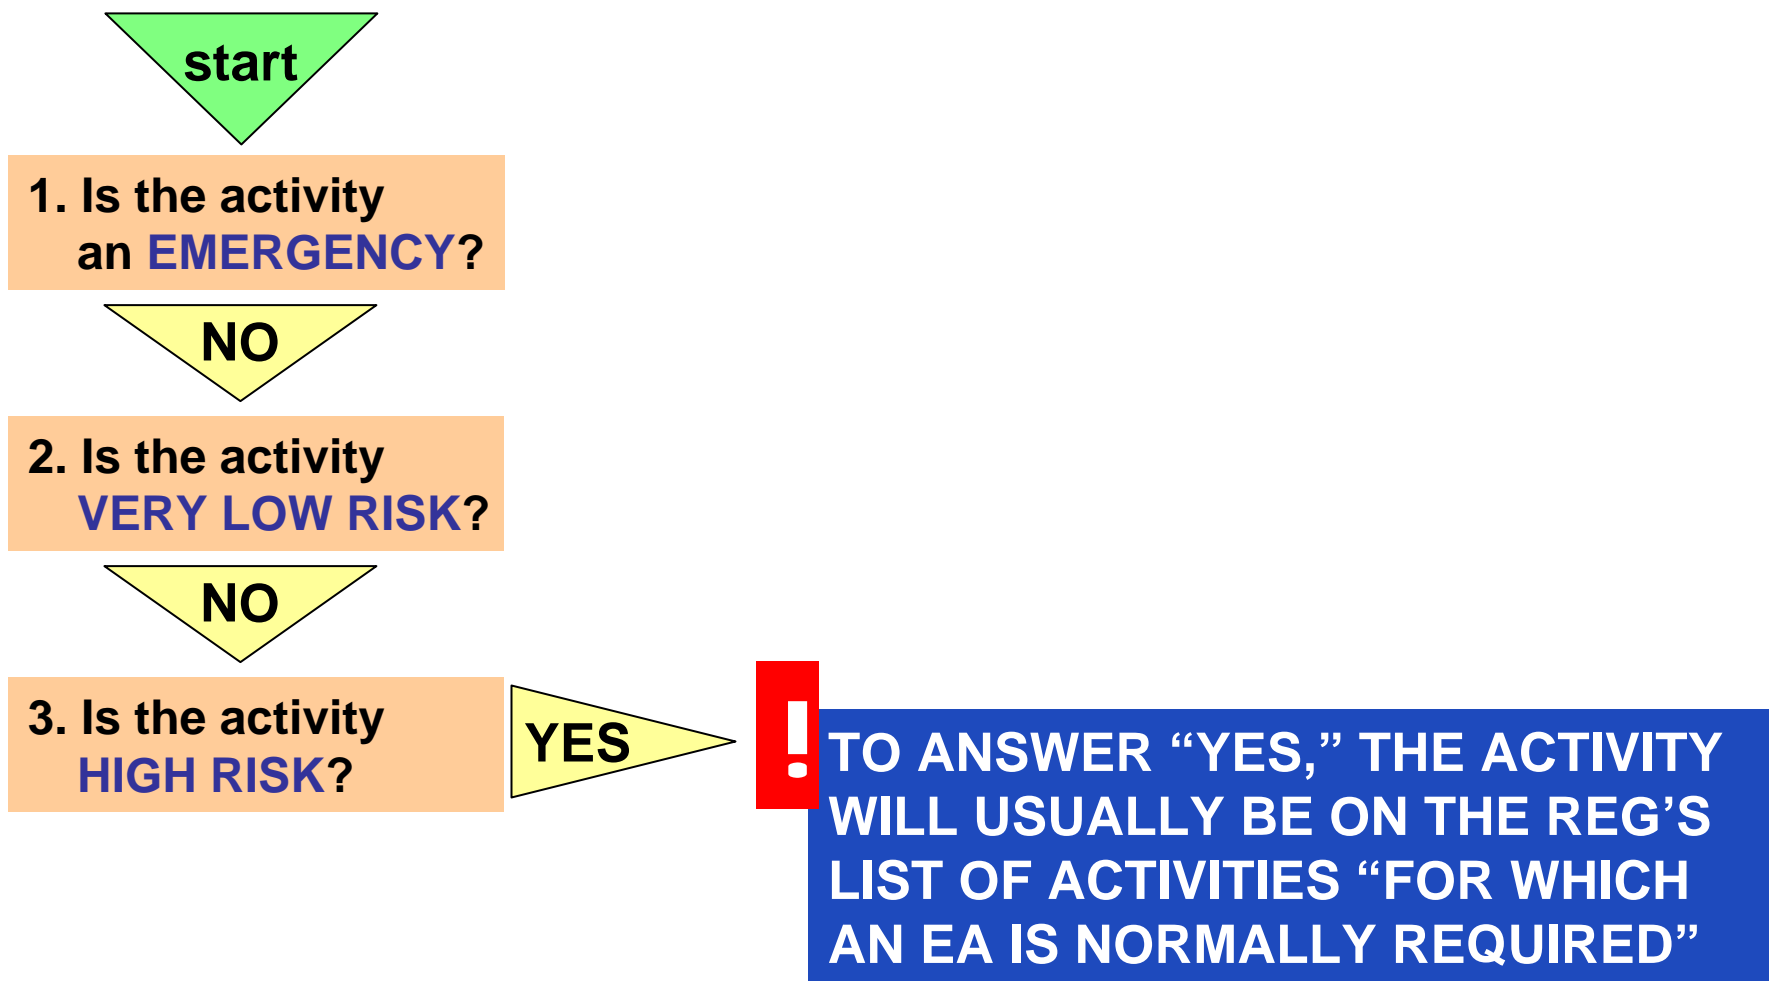 start
1. Is the activity
an EMERGENCY?
NO
2. Is the activity
VERY LOW RISK?
NO
3. Is the activity
HIGH RISK?
YES
!
TO ANSWER “YES,” THE ACTIVITY
WILL USUALLY BE ON THE REG’S
LIST OF ACTIVITIES “FOR WHICH
AN EA IS NORMALLY REQUIRED”